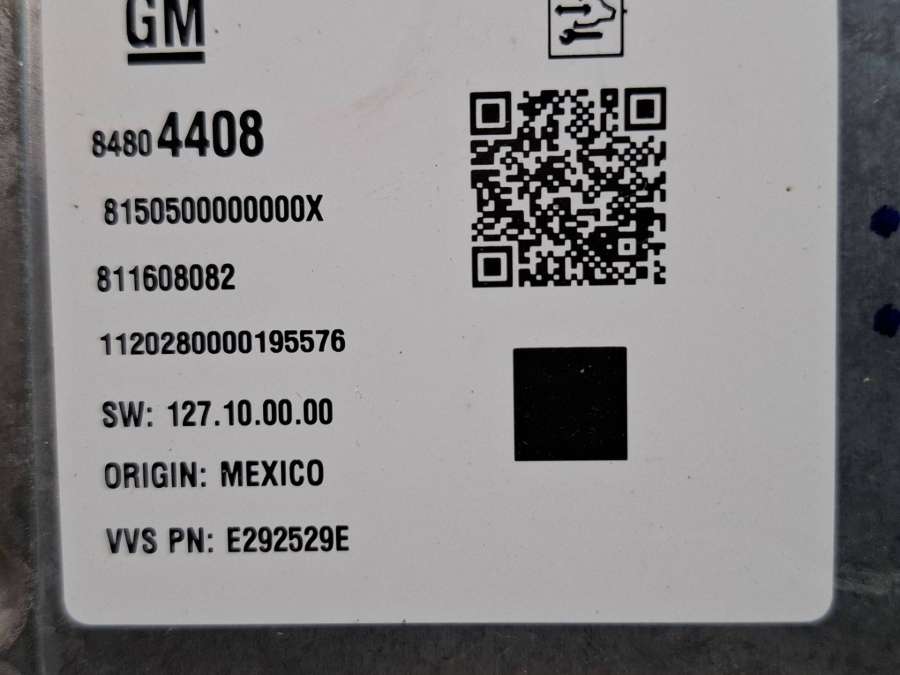 GM
84804408
8150500000000X
811608082
1120280000195576
SW: 127.10.00.00
ORIGIN: MEXICO
VVS PN: E292529E